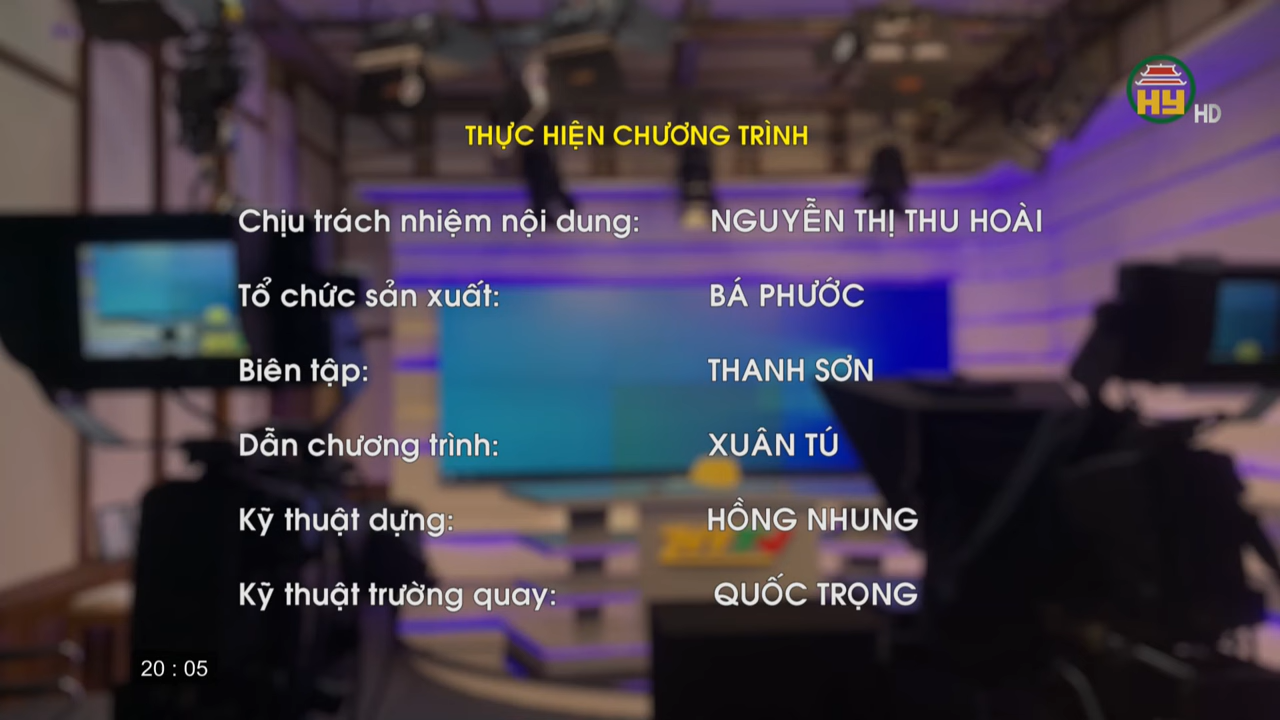 HY HD
THỰC HIỆN CHƯƠNG TRÌNH
Chịu trách nhiệm nội dung: NGUYỄN THỊ THU HOÀI
Tổ chức sản xuất: BÁ PHƯỚC
Biên tập: THANH SƠN
Dẫn chương trình: XUÂN TÚ
Kỹ thuật dựng: HỒNG NHUNG
Kỹ thuật trường quay: QUỐC TRỌNG
20 : 05